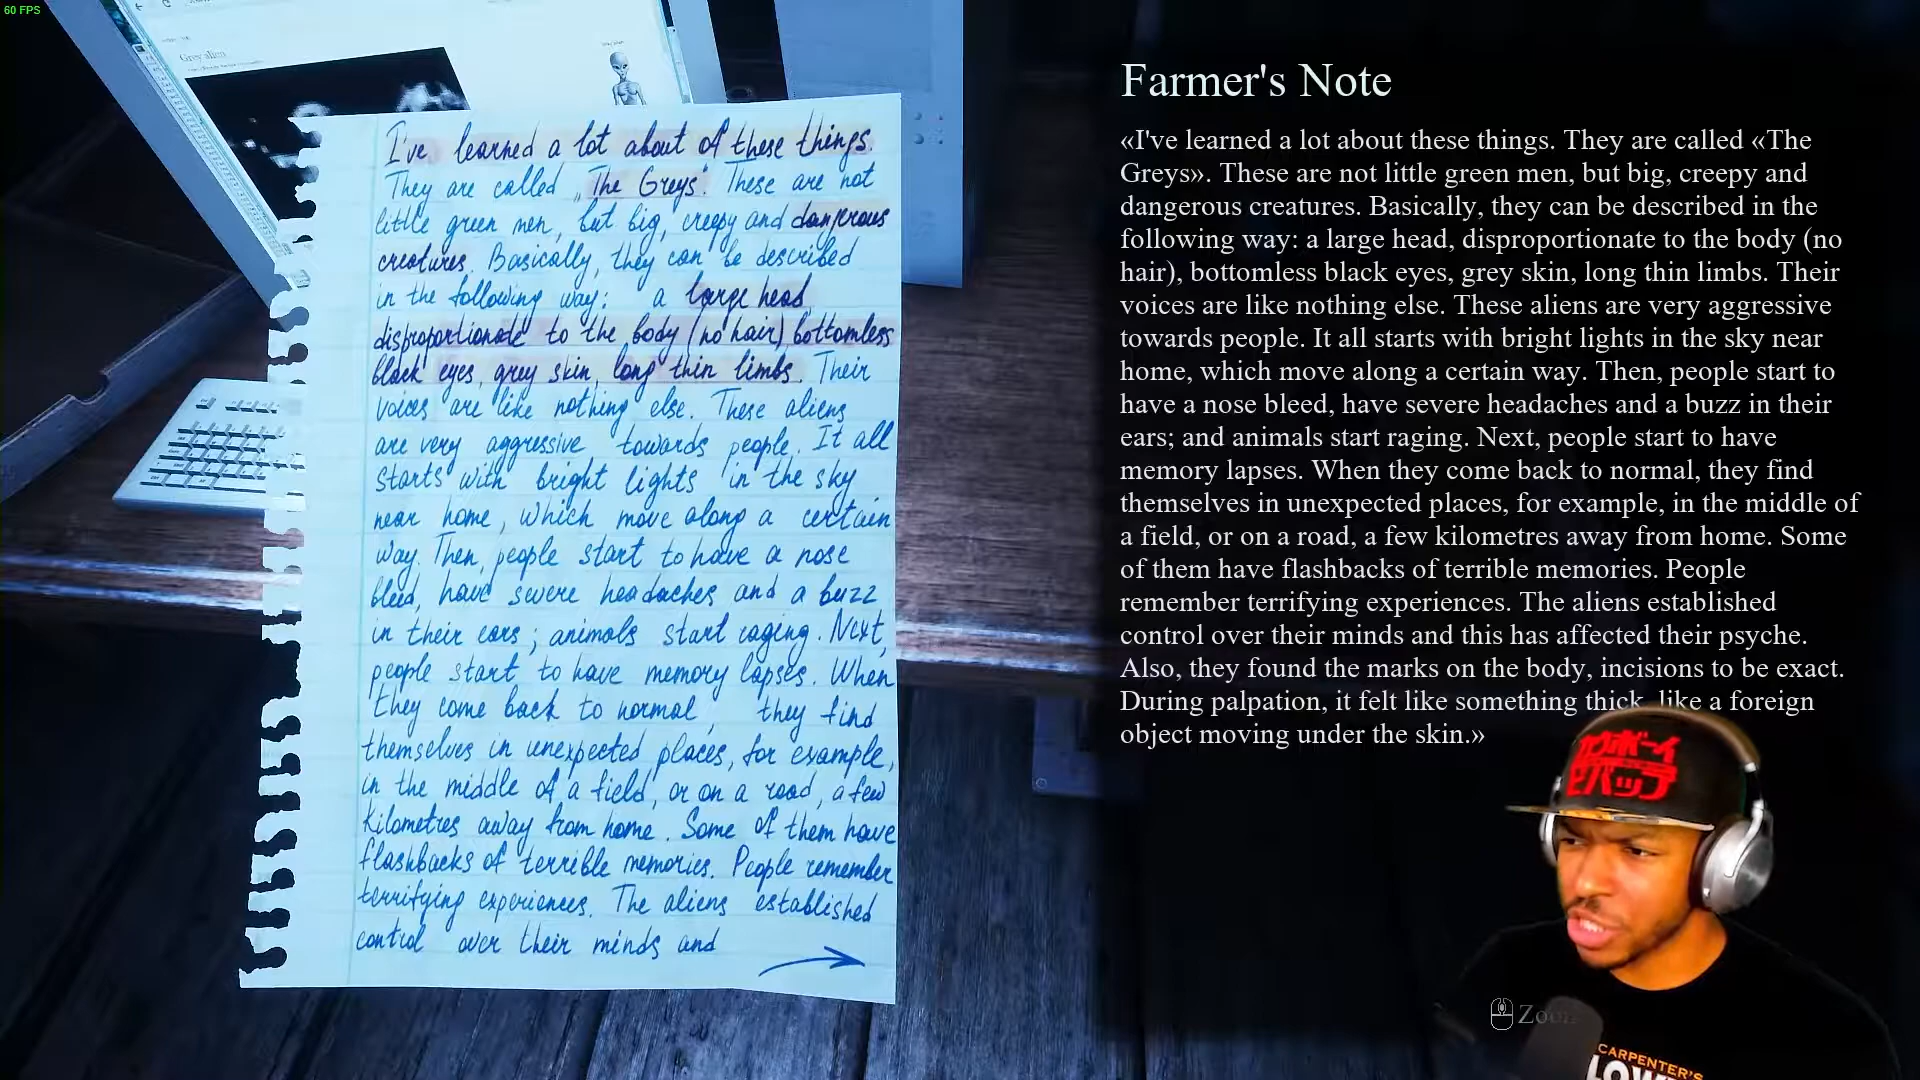 60 FPS
Grey alien
I've learned a lot about of these things.
They are called „The Greys". These are not
little green men, but big, creepy and dangerous
creatures. Basically, they can be described
in the following way: a large head
disproportionate to the body (no hair) bottomless
black eyes, grey skin, long thin limbs. Their
voices are like nothing else. These aliens
are very aggressive towards people. It all
starts with bright lights in the sky
near home, which move along a certain
way. Then, people start to have a nose
bleed, have severe headaches and a buzz
in their ears; animals start raging. Next,
people start to have memory lapses. When
they come back to normal, they find
themselves in unexpected places, for example,
in the middle of a field, or on a road, a few
kilometres away from home. Some of them have
flashbacks of terrible memories. People remember
terrifying experiences. The aliens established
control over their minds and
Farmer's Note
«I've learned a lot about these things. They are called «The
Greys». These are not little green men, but big, creepy and
dangerous creatures. Basically, they can be described in the
following way: a large head, disproportionate to the body (no
hair), bottomless black eyes, grey skin, long thin limbs. Their
voices are like nothing else. These aliens are very aggressive
towards people. It all starts with bright lights in the sky near
home, which move along a certain way. Then, people start to
have a nose bleed, have severe headaches and a buzz in their
ears; and animals start raging. Next, people start to have
memory lapses. When they come back to normal, they find
themselves in unexpected places, for example, in the middle of
a field, or on a road, a few kilometres away from home. Some
of them have flashbacks of terrible memories. People
remember terrifying experiences. The aliens established
control over their minds and this has affected their psyche.
Also, they found the marks on the body, incisions to be exact.
During palpation, it felt like something thick, like a foreign
object moving under the skin.»
カウボーイ
ビバップ
Zoom
CARPENTER'S